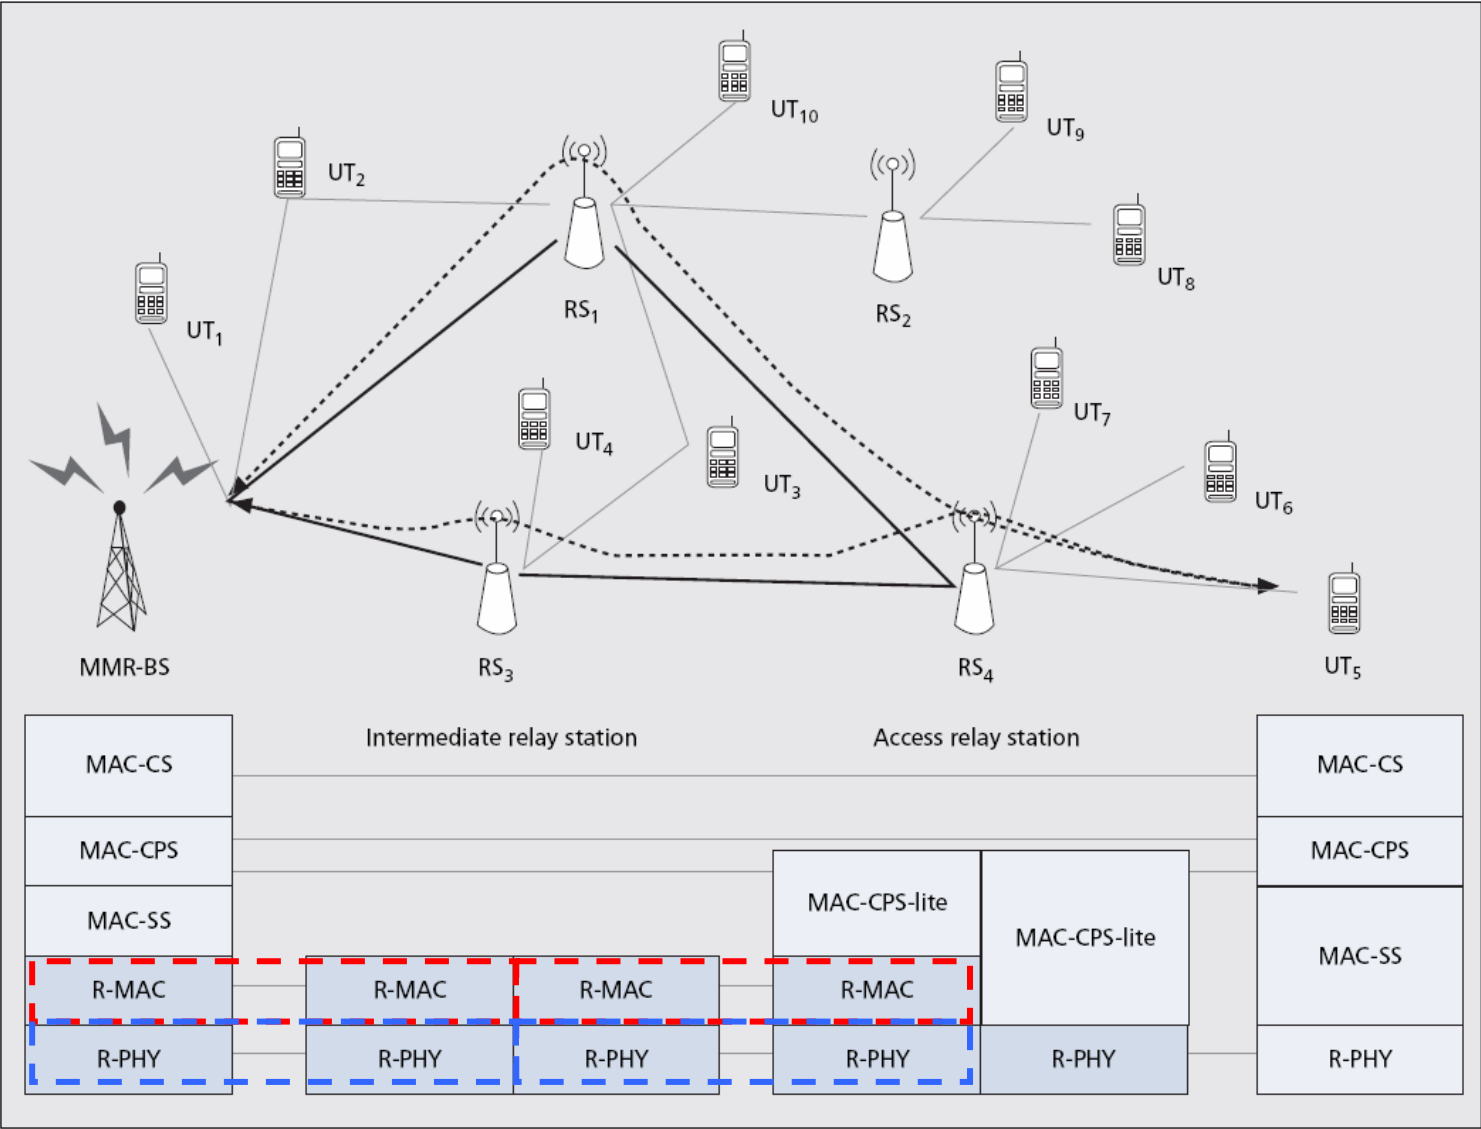 UT10
UT9
UT2
UT8
RS1
RS2
UT1
UT7
UT4
UT3
UT6
MMR-BS
RS3
RS4
UT5
Intermediate relay station
Access relay station
MAC-CS
MAC-CS
MAC-CPS
MAC-CPS
MAC-CPS-lite
MAC-SS
MAC-CPS-lite
MAC-SS
R-MAC
R-MAC
R-MAC
R-MAC
R-PHY
R-PHY
R-PHY
R-PHY
R-PHY
R-PHY